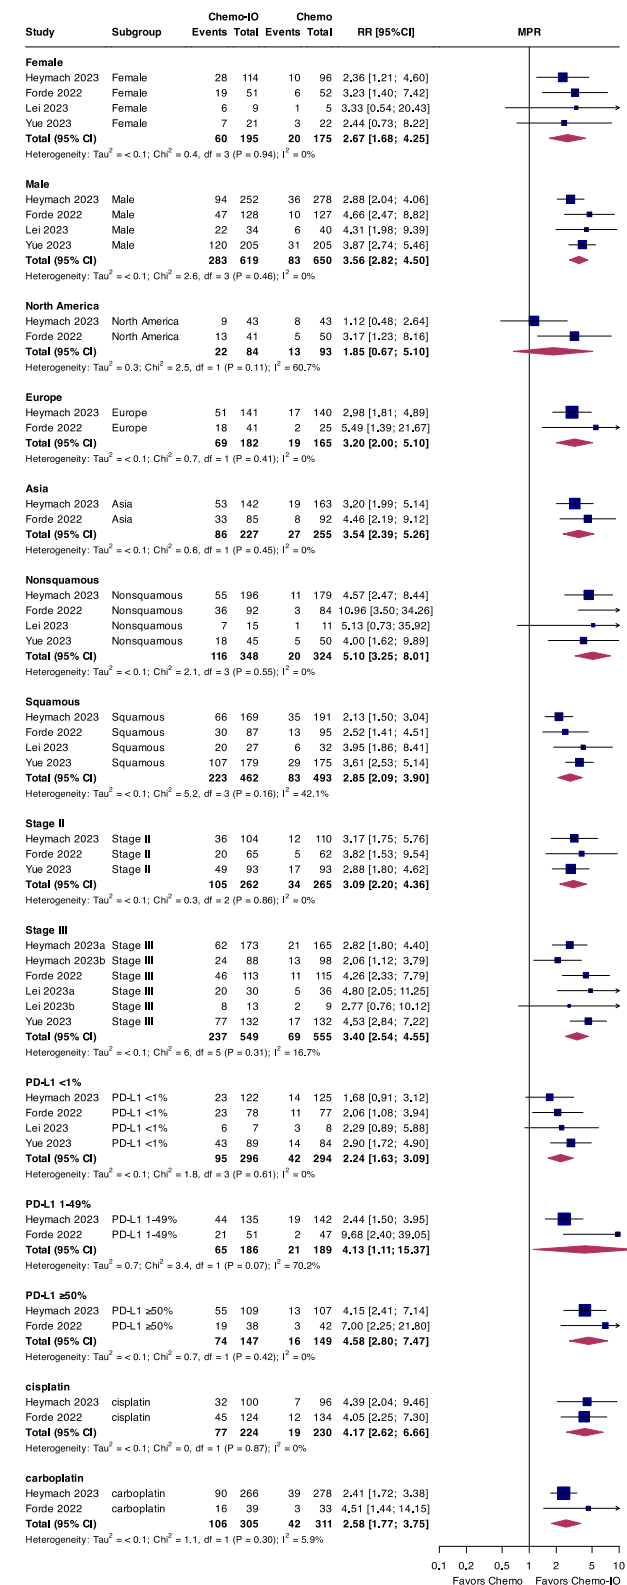 Chemo-IO Chemo
Study Subgroup Events Total Events Total RR [95%CI] MPR
Female
Heymach 2023 Female 28 114 10 96 2.36 [1.21; 4.60]
Forde 2022 Female 19 51 6 52 3.23 [1.40; 7.42]
Lei 2023 Female 6 9 1 5 3.33 [0.54; 20.43]
Yue 2023 Female 7 21 3 22 2.44 [0.73; 8.22]
Total (95% CI) 60 195 20 175 2.67 [1.68; 4.25]
Heterogeneity: Tau² = < 0.1; Chi² = 0.4, df = 3 (P = 0.94); I² = 0%
Male
Heymach 2023 Male 94 252 36 278 2.88 [2.04; 4.06]
Forde 2022 Male 47 128 10 127 4.66 [2.47; 8.82]
Lei 2023 Male 22 34 6 40 4.31 [1.98; 9.39]
Yue 2023 Male 120 205 31 205 3.87 [2.74; 5.46]
Total (95% CI) 283 619 83 650 3.56 [2.82; 4.50]
Heterogeneity: Tau² = < 0.1; Chi² = 2.6, df = 3 (P = 0.46); I² = 0%
North America
Heymach 2023 North America 9 43 8 43 1.12 [0.48; 2.64]
Forde 2022 North America 13 41 5 50 3.17 [1.23; 8.16]
Total (95% CI) 22 84 13 93 1.85 [0.67; 5.10]
Heterogeneity: Tau² = 0.3; Chi² = 2.5, df = 1 (P = 0.11); I² = 60.7%
Europe
Heymach 2023 Europe 51 141 17 140 2.98 [1.81; 4.89]
Forde 2022 Europe 18 41 2 25 5.49 [1.39; 21.67]
Total (95% CI) 69 182 19 165 3.20 [2.00; 5.10]
Heterogeneity: Tau² = < 0.1; Chi² = 0.7, df = 1 (P = 0.41); I² = 0%
Asia
Heymach 2023 Asia 53 142 19 163 3.20 [1.99; 5.14]
Forde 2022 Asia 33 85 8 92 4.46 [2.19; 9.12]
Total (95% CI) 86 227 27 255 3.54 [2.39; 5.26]
Heterogeneity: Tau² = < 0.1; Chi² = 0.6, df = 1 (P = 0.45); I² = 0%
Nonsquamous
Heymach 2023 Nonsquamous 55 196 11 179 4.57 [2.47; 8.44]
Forde 2022 Nonsquamous 36 92 3 84 10.96 [3.50; 34.26]
Lei 2023 Nonsquamous 7 15 1 11 5.13 [0.73; 35.92]
Yue 2023 Nonsquamous 18 45 5 50 4.00 [1.62; 9.89]
Total (95% CI) 116 348 20 324 5.10 [3.25; 8.01]
Heterogeneity: Tau² = < 0.1; Chi² = 2.1, df = 3 (P = 0.55); I² = 0%
Squamous
Heymach 2023 Squamous 66 169 35 191 2.13 [1.50; 3.04]
Forde 2022 Squamous 30 87 13 95 2.52 [1.41; 4.51]
Lei 2023 Squamous 20 27 6 32 3.95 [1.86; 8.41]
Yue 2023 Squamous 107 179 29 175 3.61 [2.53; 5.14]
Total (95% CI) 223 462 83 493 2.85 [2.09; 3.90]
Heterogeneity: Tau² = < 0.1; Chi² = 5.2, df = 3 (P = 0.16); I² = 42.1%
Stage II
Heymach 2023 Stage II 36 104 12 110 3.17 [1.75; 5.76]
Forde 2022 Stage II 20 65 5 62 3.82 [1.53; 9.54]
Yue 2023 Stage II 49 93 17 93 2.88 [1.80; 4.62]
Total (95% CI) 105 262 34 265 3.09 [2.20; 4.36]
Heterogeneity: Tau² = < 0.1; Chi² = 0.3, df = 2 (P = 0.86); I² = 0%
Stage III
Heymach 2023a Stage III 62 173 21 165 2.82 [1.80; 4.40]
Heymach 2023b Stage III 24 88 13 98 2.06 [1.12; 3.79]
Forde 2022 Stage III 46 113 11 115 4.26 [2.33; 7.79]
Lei 2023a Stage III 20 30 5 36 4.80 [2.05; 11.25]
Lei 2023b Stage III 8 13 2 9 2.77 [0.76; 10.12]
Yue 2023 Stage III 77 132 17 132 4.53 [2.84; 7.22]
Total (95% CI) 237 549 69 555 3.40 [2.54; 4.55]
Heterogeneity: Tau² = < 0.1; Chi² = 6, df = 5 (P = 0.31); I² = 16.7%
PD-L1 <1%
Heymach 2023 PD-L1 <1% 23 122 14 125 1.68 [0.91; 3.12]
Forde 2022 PD-L1 <1% 23 78 11 77 2.06 [1.08; 3.94]
Lei 2023 PD-L1 <1% 6 7 3 8 2.29 [0.89; 5.88]
Yue 2023 PD-L1 <1% 43 89 14 84 2.90 [1.72; 4.90]
Total (95% CI) 95 296 42 294 2.24 [1.63; 3.09]
Heterogeneity: Tau² = < 0.1; Chi² = 1.8, df = 3 (P = 0.61); I² = 0%
PD-L1 1-49%
Heymach 2023 PD-L1 1-49% 44 135 19 142 2.44 [1.50; 3.95]
Forde 2022 PD-L1 1-49% 21 51 2 47 9.68 [2.40; 39.05]
Total (95% CI) 65 186 21 189 4.13 [1.11; 15.37]
Heterogeneity: Tau² = 0.7; Chi² = 3.4, df = 1 (P = 0.07); I² = 70.2%
PD-L1 ≥50%
Heymach 2023 PD-L1 ≥50% 55 109 13 107 4.15 [2.41; 7.14]
Forde 2022 PD-L1 ≥50% 19 38 3 42 7.00 [2.25; 21.80]
Total (95% CI) 74 147 16 149 4.58 [2.80; 7.47]
Heterogeneity: Tau² = < 0.1; Chi² = 0.7, df = 1 (P = 0.42); I² = 0%
cisplatin
Heymach 2023 cisplatin 32 100 7 96 4.39 [2.04; 9.46]
Forde 2022 cisplatin 45 124 12 134 4.05 [2.25; 7.30]
Total (95% CI) 77 224 19 230 4.17 [2.62; 6.66]
Heterogeneity: Tau² = < 0.1; Chi² = 0, df = 1 (P = 0.87); I² = 0%
carboplatin
Heymach 2023 carboplatin 90 266 39 278 2.41 [1.72; 3.38]
Forde 2022 carboplatin 16 39 3 33 4.51 [1.44; 14.15]
Total (95% CI) 106 305 42 311 2.58 [1.77; 3.75]
Heterogeneity: Tau² = < 0.1; Chi² = 1.1, df = 1 (P = 0.30); I² = 5.9%
0.1 0.2 0.5 1 2 5 10
Favors Chemo Favors Chemo-IO